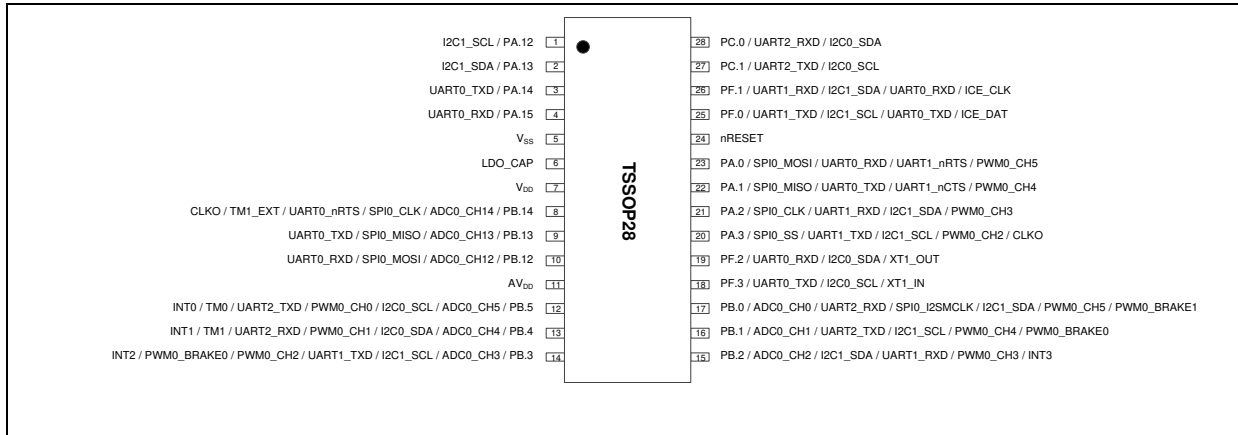 I2C1_SCL / PA.12 1
I2C1_SDA / PA.13 2
UART0_TXD / PA.14 3
UART0_RXD / PA.15 4
VSS 5
LDO_CAP 6
VDD 7
CLKO / TM1_EXT / UART0_nRTS / SPI0_CLK / ADC0_CH14 / PB.14 8
UART0_TXD / SPI0_MISO / ADC0_CH13 / PB.13 9
UART0_RXD / SPI0_MOSI / ADC0_CH12 / PB.12 10
AVDD 11
INT0 / TM0 / UART2_TXD / PWM0_CH0 / I2C0_SCL / ADC0_CH5 / PB.5 12
INT1 / TM1 / UART2_RXD / PWM0_CH1 / I2C0_SDA / ADC0_CH4 / PB.4 13
INT2 / PWM0_BRAKE0 / PWM0_CH2 / UART1_TXD / I2C1_SCL / ADC0_CH3 / PB.3 14
TSSOP28
28 PC.0 / UART2_RXD / I2C0_SDA
27 PC.1 / UART2_TXD / I2C0_SCL
26 PF.1 / UART1_RXD / I2C1_SDA / UART0_RXD / ICE_CLK
25 PF.0 / UART1_TXD / I2C1_SCL / UART0_TXD / ICE_DAT
24 nRESET
23 PA.0 / SPI0_MOSI / UART0_RXD / UART1_nRTS / PWM0_CH5
22 PA.1 / SPI0_MISO / UART0_TXD / UART1_nCTS / PWM0_CH4
21 PA.2 / SPI0_CLK / UART1_RXD / I2C1_SDA / PWM0_CH3
20 PA.3 / SPI0_SS / UART1_TXD / I2C1_SCL / PWM0_CH2 / CLKO
19 PF.2 / UART0_RXD / I2C0_SDA / XT1_OUT
18 PF.3 / UART0_TXD / I2C0_SCL / XT1_IN
17 PB.0 / ADC0_CH0 / UART2_RXD / SPI0_I2SMCLK / I2C1_SDA / PWM0_CH5 / PWM0_BRAKE1
16 PB.1 / ADC0_CH1 / UART2_TXD / I2C1_SCL / PWM0_CH4 / PWM0_BRAKE0
15 PB.2 / ADC0_CH2 / I2C1_SDA / UART1_RXD / PWM0_CH3 / INT3